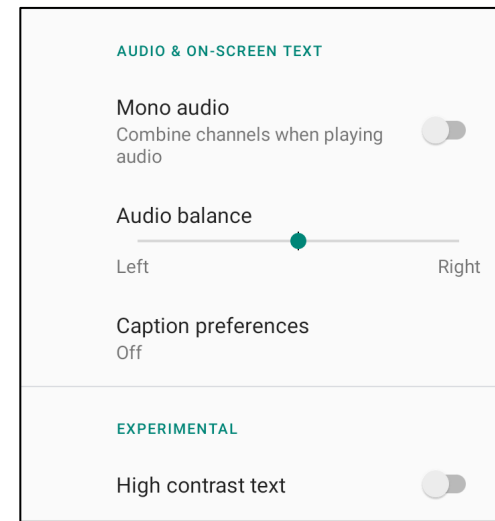 AUDIO & ON-SCREEN TEXT
Mono audio
Combine channels when playing
audio
Audio balance
Left Right
Caption preferences
Off
EXPERIMENTAL
High contrast text